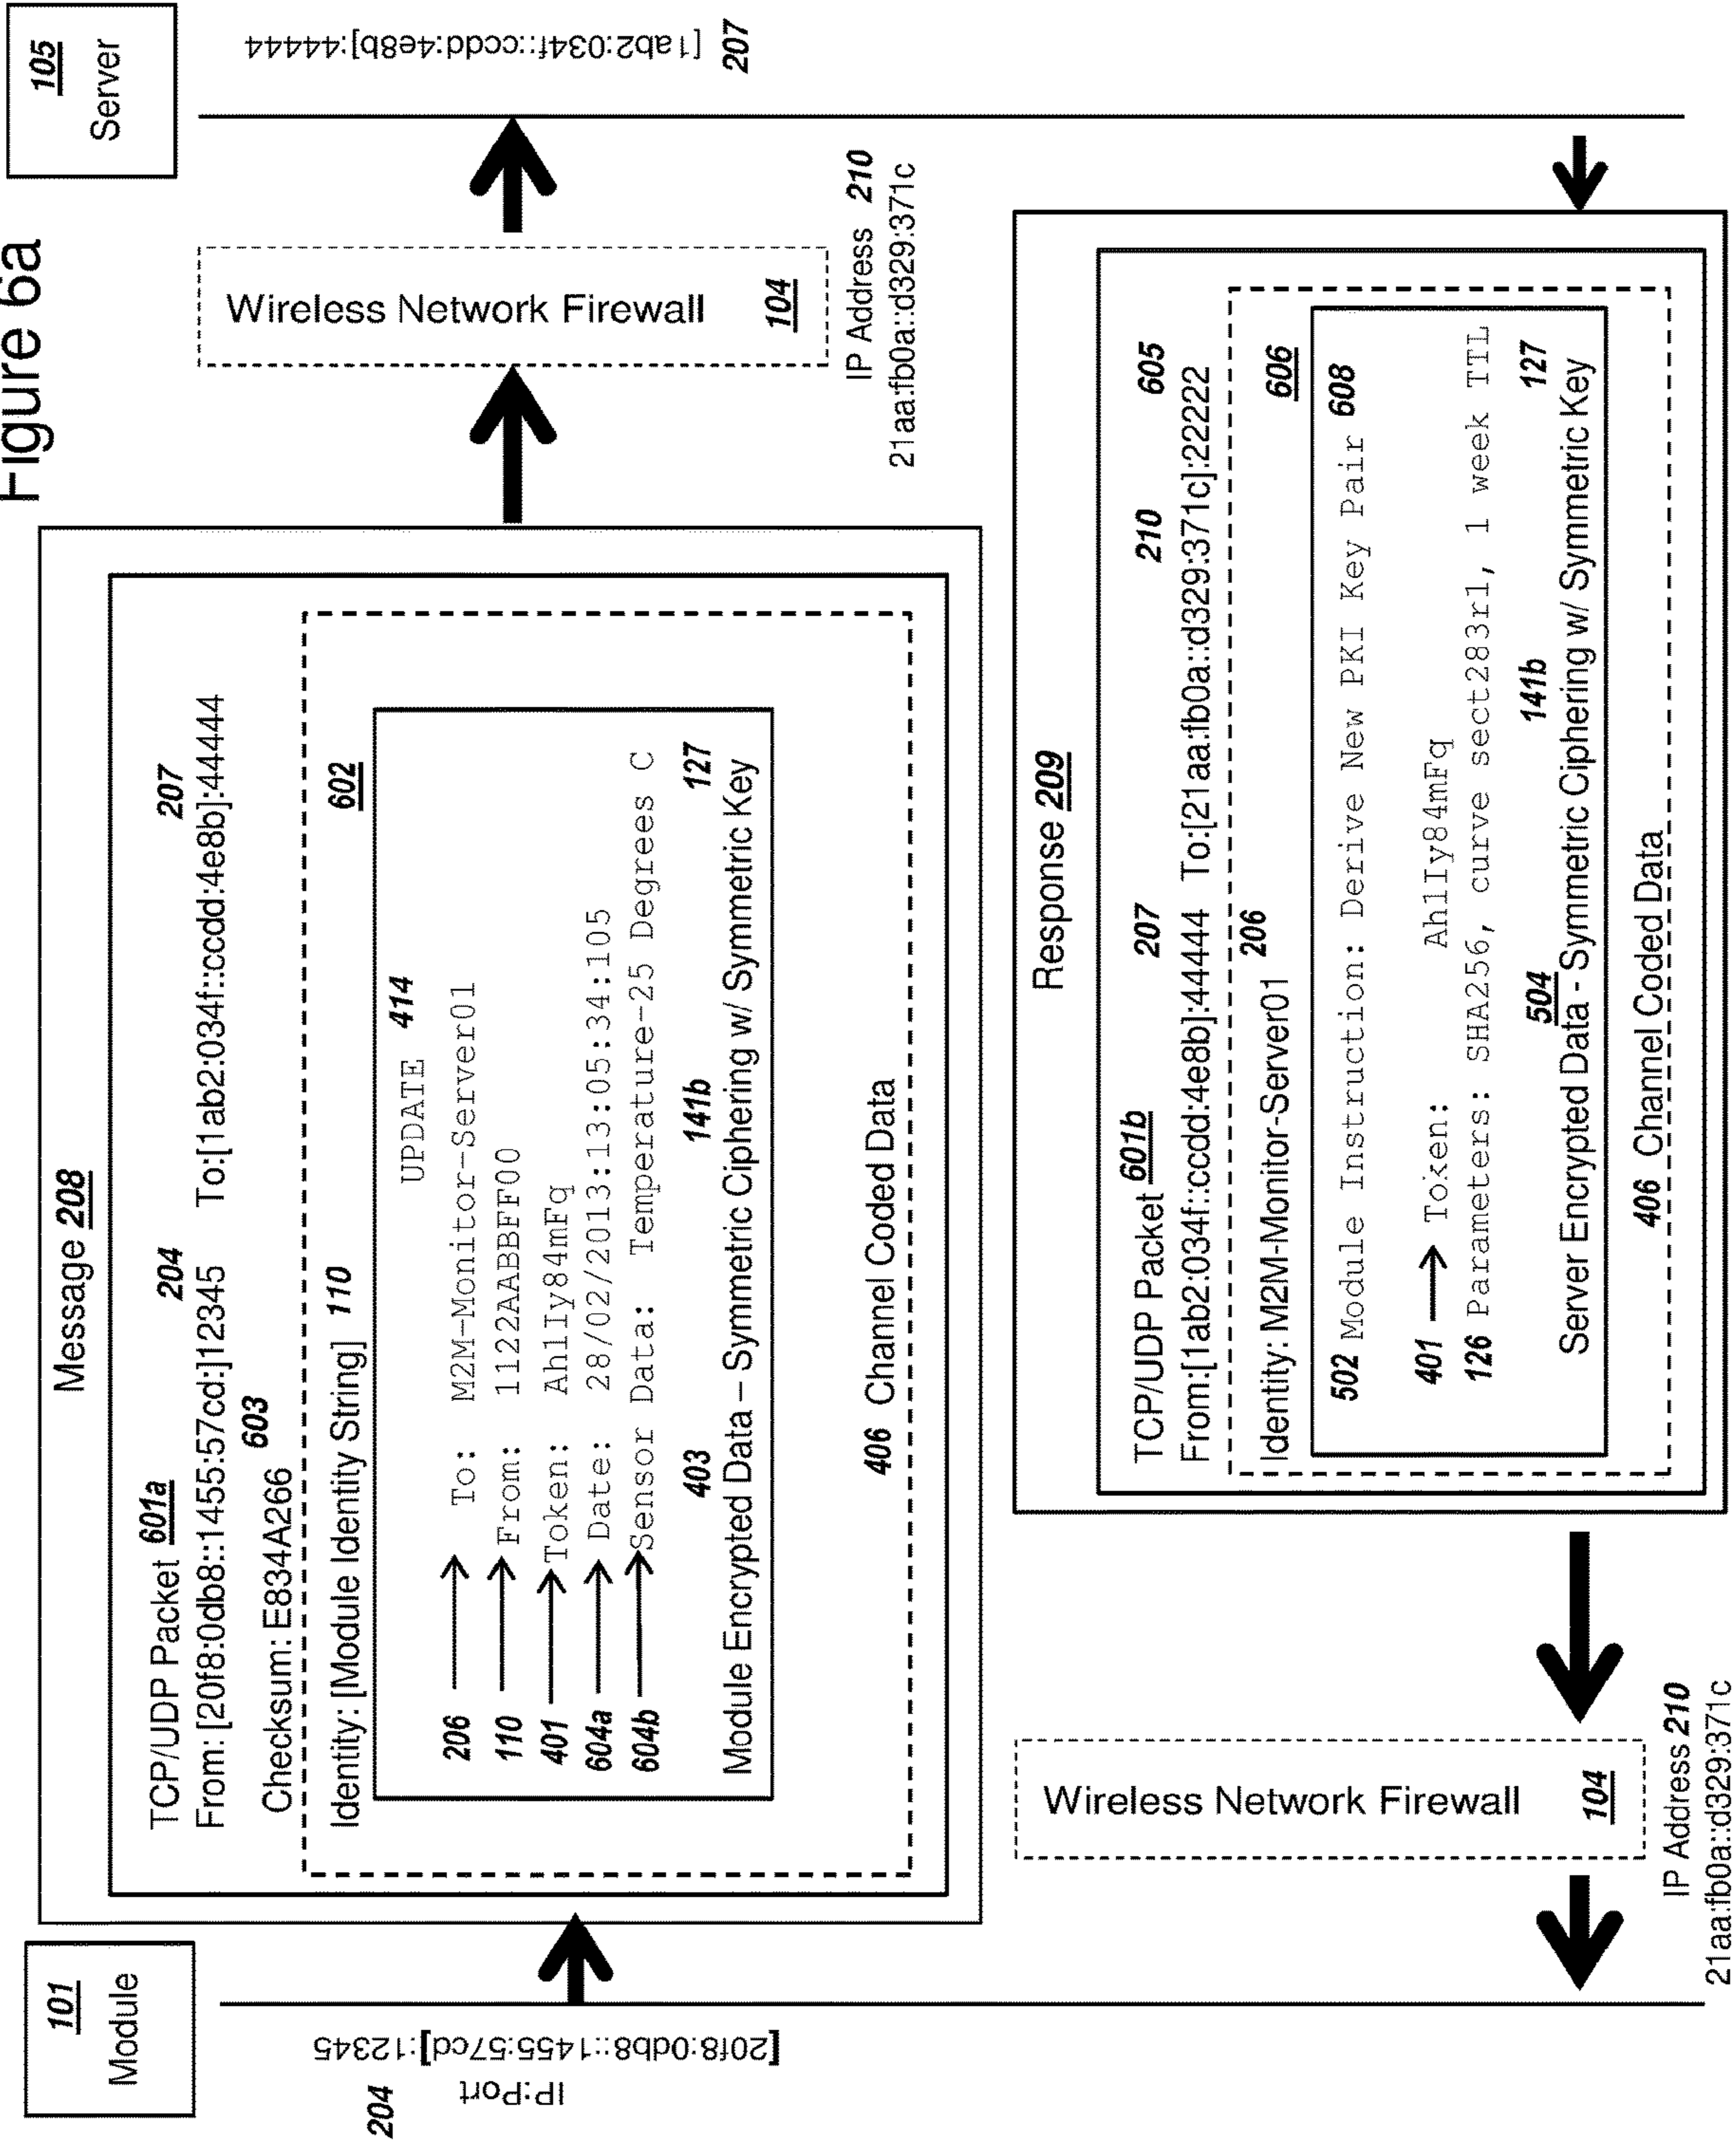 Figure 6a
101
Module
105
Server
204
IP:Port
[20f8:0db8::1455:57cd]:12345
Message 208
TCP/UDP Packet 601a
204
207
From: [20f8:0db8::1455:57cd:]12345 To:[1ab2:034f::ccdd:4e8b]:44444
603
Checksum: E834A266
Identity: [Module Identity String] 110
602
UPDATE 414
206 To: M2M-Monitor-Server01
110 From: 1122AABBFF00
401 Token: Ah1Iy84mFq
604a Date: 28/02/2013:13:05:34:105
604b Sensor Data: Temperature-25 Degrees C
403 141b 127
Module Encrypted Data – Symmetric Ciphering w/ Symmetric Key
406 Channel Coded Data
Wireless Network Firewall
104
IP Address 210
21aa:fb0a::d329:371c
[1ab2:034f::ccdd:4e8b]:44444
207
Response 209
TCP/UDP Packet 601b
207 210 605
From:[1ab2:034f::ccdd:4e8b]:44444 To:[21aa:fb0a::d329:371c]:22222
206
Identity: M2M-Monitor-Server01
606
502 Module Instruction: Derive New PKI Key Pair 608
401 Token: Ah1Iy84mFq
126 Parameters: SHA256, curve sect283r1, 1 week TTL
504 141b 127
Server Encrypted Data - Symmetric Ciphering w/ Symmetric Key
406 Channel Coded Data
Wireless Network Firewall
104
IP Address 210
21aa:fb0a::d329:371c